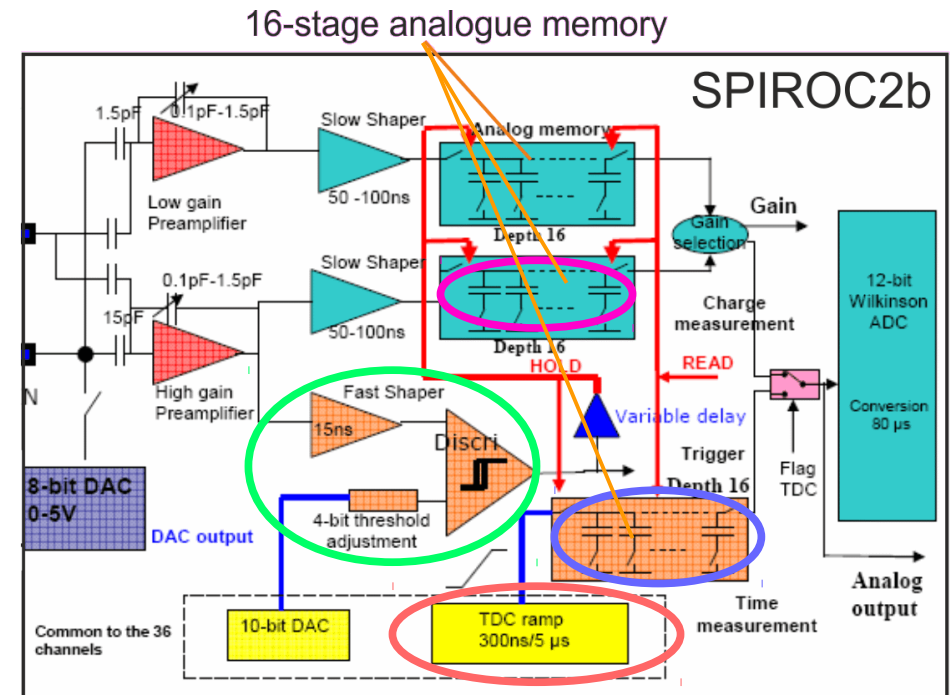 16-stage analogue memory
SPIROC2b
1.5pF
0.1pF-1.5pF
Slow Shaper
Analog memory
50 -100ns
Low gain
Preamplifier
Depth 16
Gain
Gain
selection
Slow Shaper
0.1pF-1.5pF
15pF
50-100ns
Depth 16
Charge
measurement
12-bit
Wilkinson
ADC
Conversion
80 µs
HOLD
READ
High gain
Preamplifier
Fast Shaper
15ns
Discri
Variable delay
N
Trigger
Depth 16
Flag
TDC
8-bit DAC
0-5V
DAC output
4-bit threshold
adjustment
Analog
output
Time
measurement
Common to the 36
channels
10-bit DAC
TDC ramp
300ns/5 µs